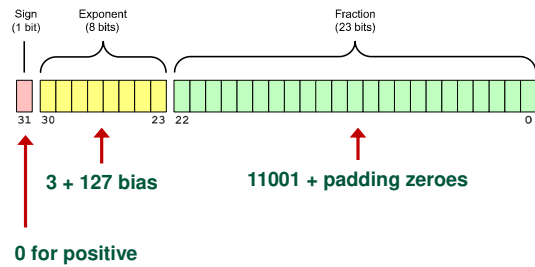 Sign
(1 bit)
Exponent
(8 bits)
Fraction
(23 bits)
31 30 23 22 0
3 + 127 bias
11001 + padding zeroes
0 for positive